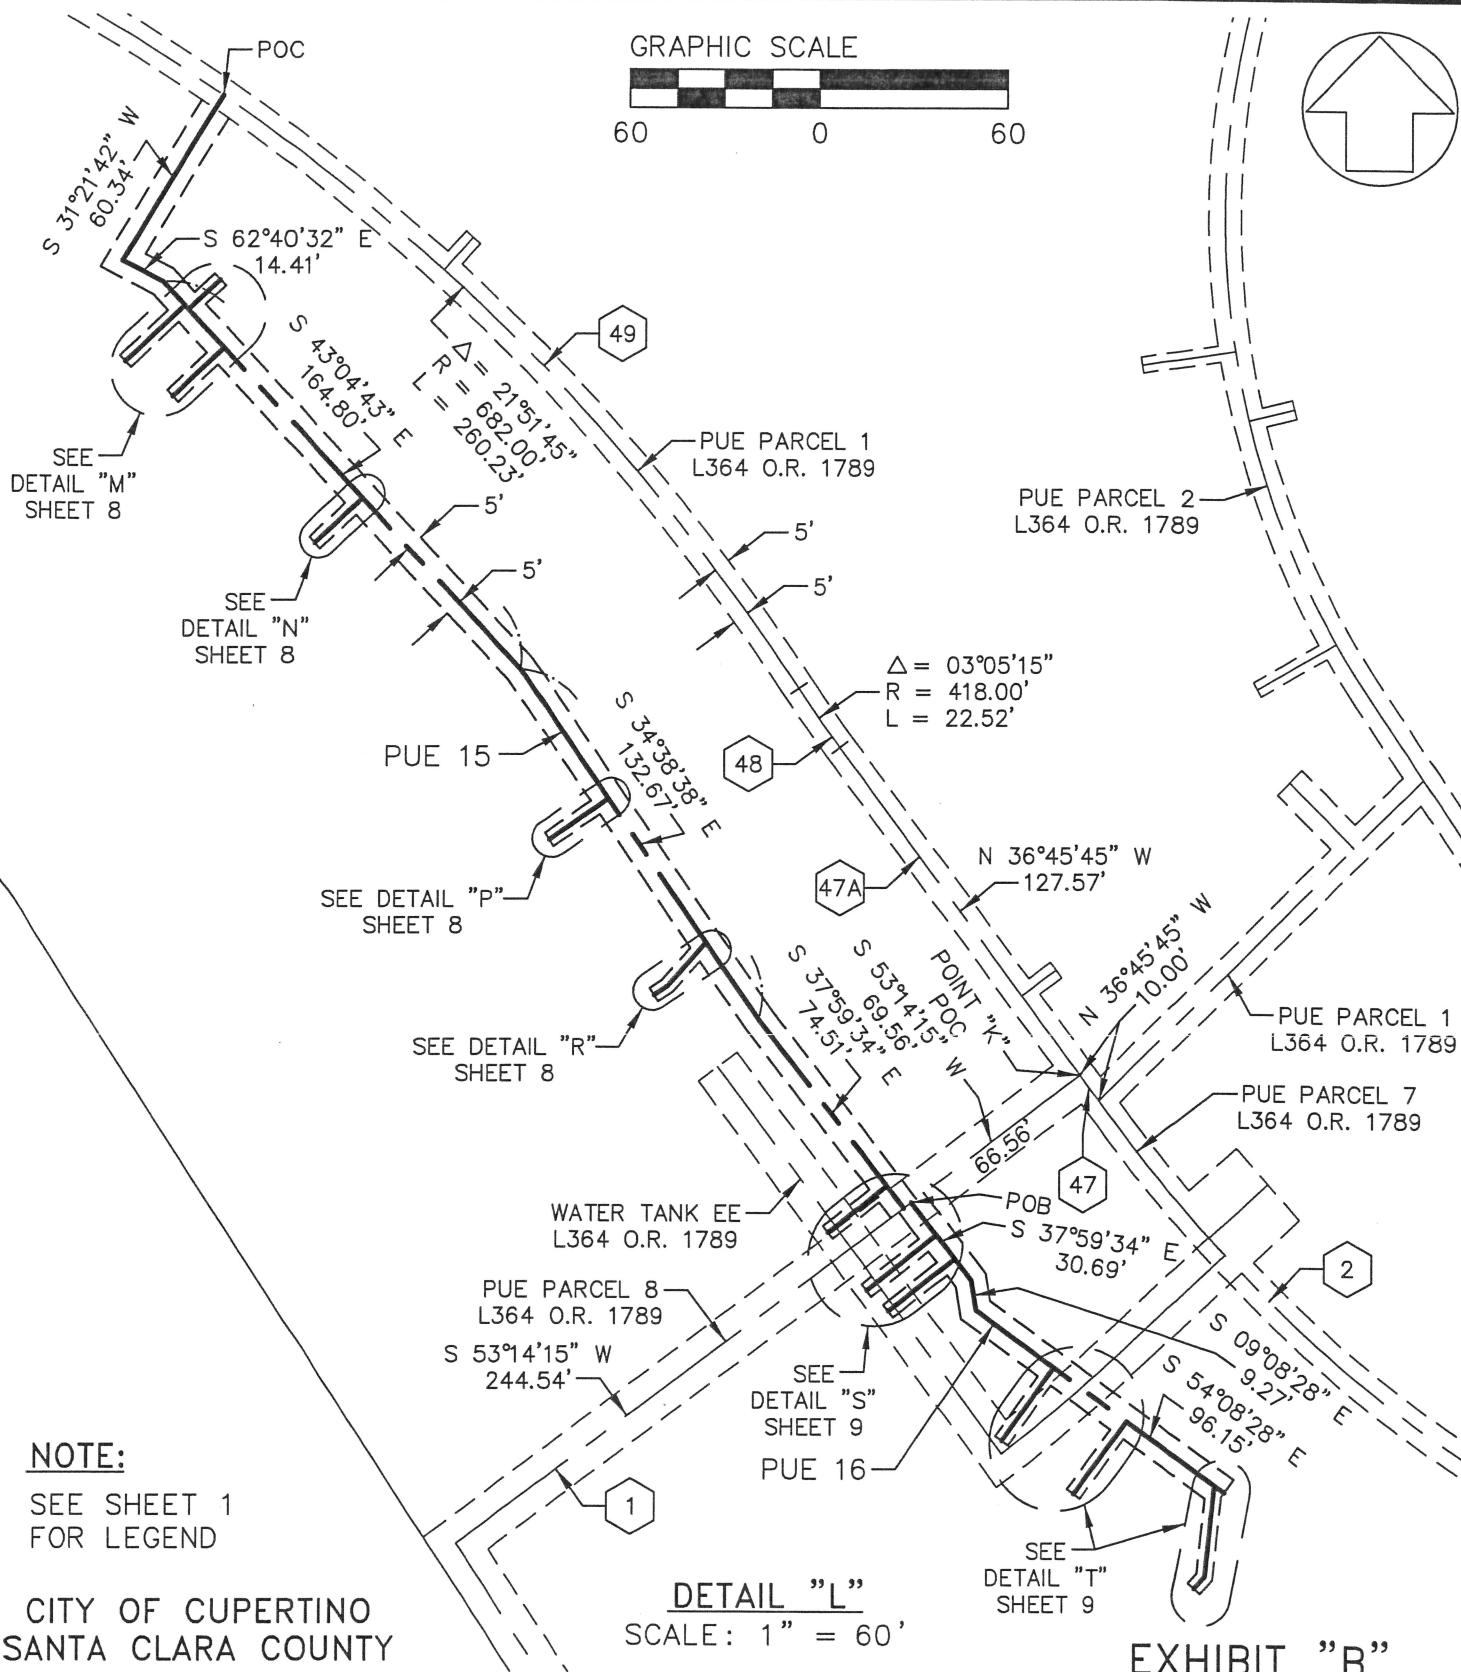 POC
GRAPHIC SCALE
60 0 60
S 31°21'42" W
60.34'
S 62°40'32" E
14.41'
S 43°04'43" E
164.80'
49
Δ = 21°51'45"
R = 682.00'
L = 260.23'
PUE PARCEL 1
L364 O.R. 1789
SEE
DETAIL "M"
SHEET 8
5'
5'
5'
5'
PUE PARCEL 2
L364 O.R. 1789
SEE
DETAIL "N"
SHEET 8
Δ = 03°05'15"
R = 418.00'
L = 22.52'
S 34°38'38" E
132.67'
PUE 15
48
SEE DETAIL "P"
SHEET 8
47A
N 36°45'45" W
127.57'
N 36°45'45" W
10.00'
POINT "K"
POC
S 53°14'15" W
69.56'
S 37°59'34" E
74.51'
PUE PARCEL 1
L364 O.R. 1789
SEE DETAIL "R"
SHEET 8
PUE PARCEL 7
L364 O.R. 1789
66.56'
47
POB
WATER TANK EE
L364 O.R. 1789
S 37°59'34" E
30.69'
2
PUE PARCEL 8
L364 O.R. 1789
S 53°14'15" W
244.54'
S 09°08'28" E
9.27'
S 54°08'28" E
96.15'
SEE
DETAIL "S"
SHEET 9
PUE 16
1
NOTE:
SEE SHEET 1
FOR LEGEND
SEE
DETAIL "T"
SHEET 9
DETAIL "L"
SCALE: 1" = 60'
CITY OF CUPERTINO
SANTA CLARA COUNTY
EXHIBIT "B"